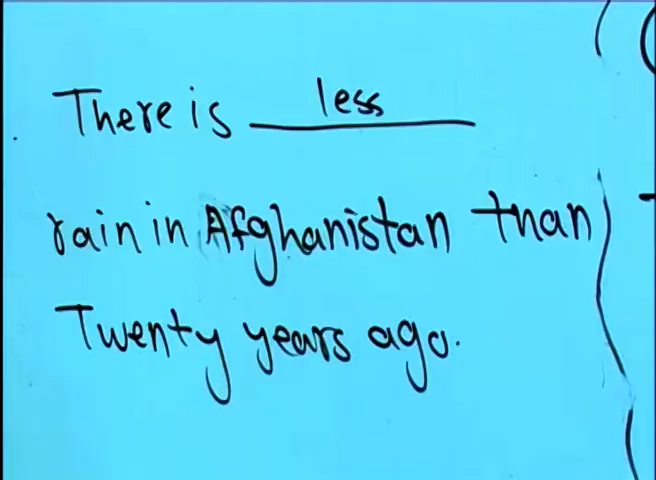 There is less
rain in Afghanistan than
Twenty years ago.